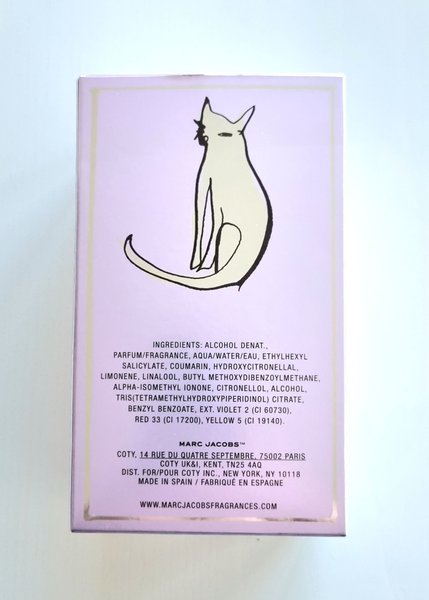 INGREDIENTS: ALCOHOL DENAT.,
PARFUM/FRAGRANCE, AQUA/WATER/EAU, ETHYLHEXYL
SALICYLATE, COUMARIN, HYDROXYCITRONELLAL,
LIMONENE, LINALOOL, BUTYL METHOXYDIBENZOYLMETHANE,
ALPHA-ISOMETHYL IONONE, CITRONELLOL, ALCOHOL,
TRIS(TETRAMETHYLHYDROXYPIPERIDINOL) CITRATE,
BENZYL BENZOATE, EXT. VIOLET 2 (CI 60730).
RED 33 (CI 17200), YELLOW 5 (CI 19140).
MARC JACOBS™
COTY, 14 RUE DU QUATRE SEPTEMBRE, 75002 PARIS
COTY UK&I, KENT, TN25 4AQ
DIST. FOR/POUR COTY INC., NEW YORK, NY 10118
MADE IN SPAIN / FABRIQUÉ EN ESPAGNE
WWW.MARCJACOBSFRAGRANCES.COM